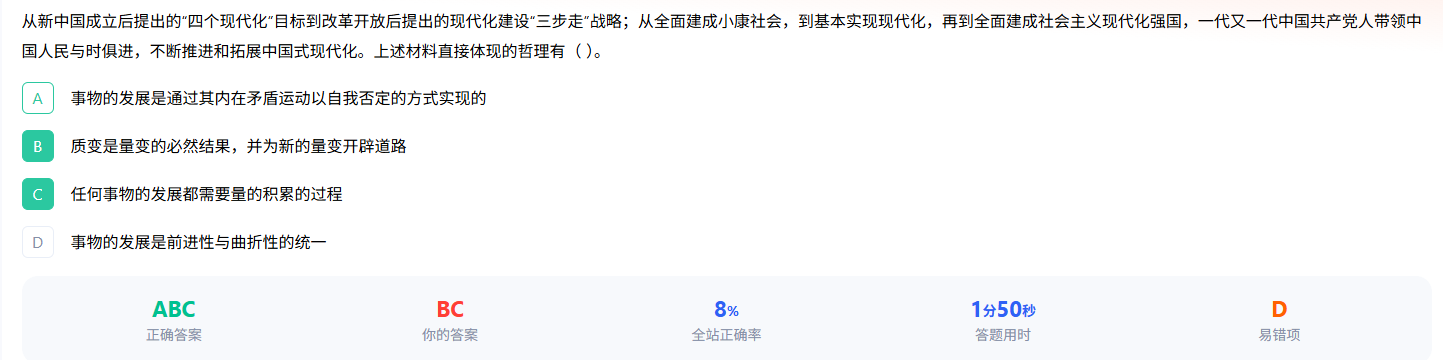 从新中国成立后提出的“四个现代化”目标到改革开放后提出的现代化建设“三步走”战略；从全面建成小康社会，到基本实现现代化，再到全面建成社会主义现代化强国，一代又一代中国共产党人带领中
国人民与时俱进，不断推进和拓展中国式现代化。上述材料直接体现的哲理有（ ）。
A 事物的发展是通过其内在矛盾运动以自我否定的方式实现的
B 质变是量变的必然结果，并为新的量变开辟道路
C 任何事物的发展都需要量的积累的过程
D 事物的发展是前进性与曲折性的统一
ABC BC 8% 1分50秒 D
正确答案 你的答案 全站正确率 答题用时 易错项